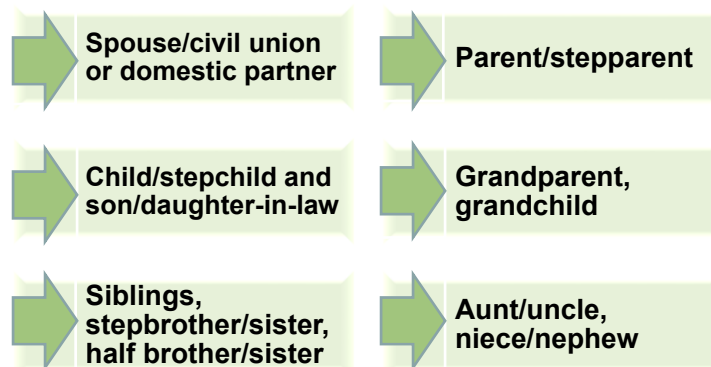 Spouse/civil union
or domestic partner
Parent/stepparent
Child/stepchild and
son/daughter-in-law
Grandparent,
grandchild
Siblings,
stepbrother/sister,
half brother/sister
Aunt/uncle,
niece/nephew